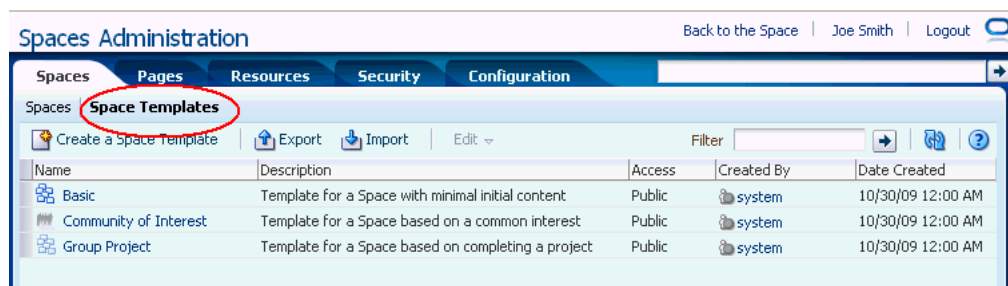 Spaces Administration
Back to the Space | Joe Smith | Logout
Spaces Pages Resources Security Configuration
Spaces | Space Templates
Create a Space Template Export Import Edit Filter
Name Description Access Created By Date Created
Basic Template for a Space with minimal initial content Public system 10/30/09 12:00 AM
Community of Interest Template for a Space based on a common interest Public system 10/30/09 12:00 AM
Group Project Template for a Space based on completing a project Public system 10/30/09 12:00 AM